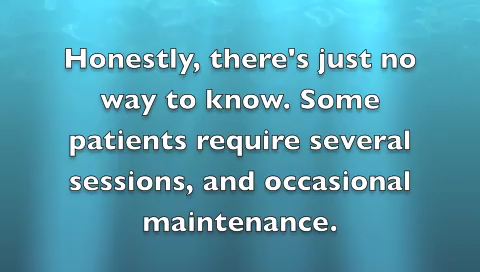 Honestly, there's just no
way to know. Some
patients require several
sessions, and occasional
maintenance.